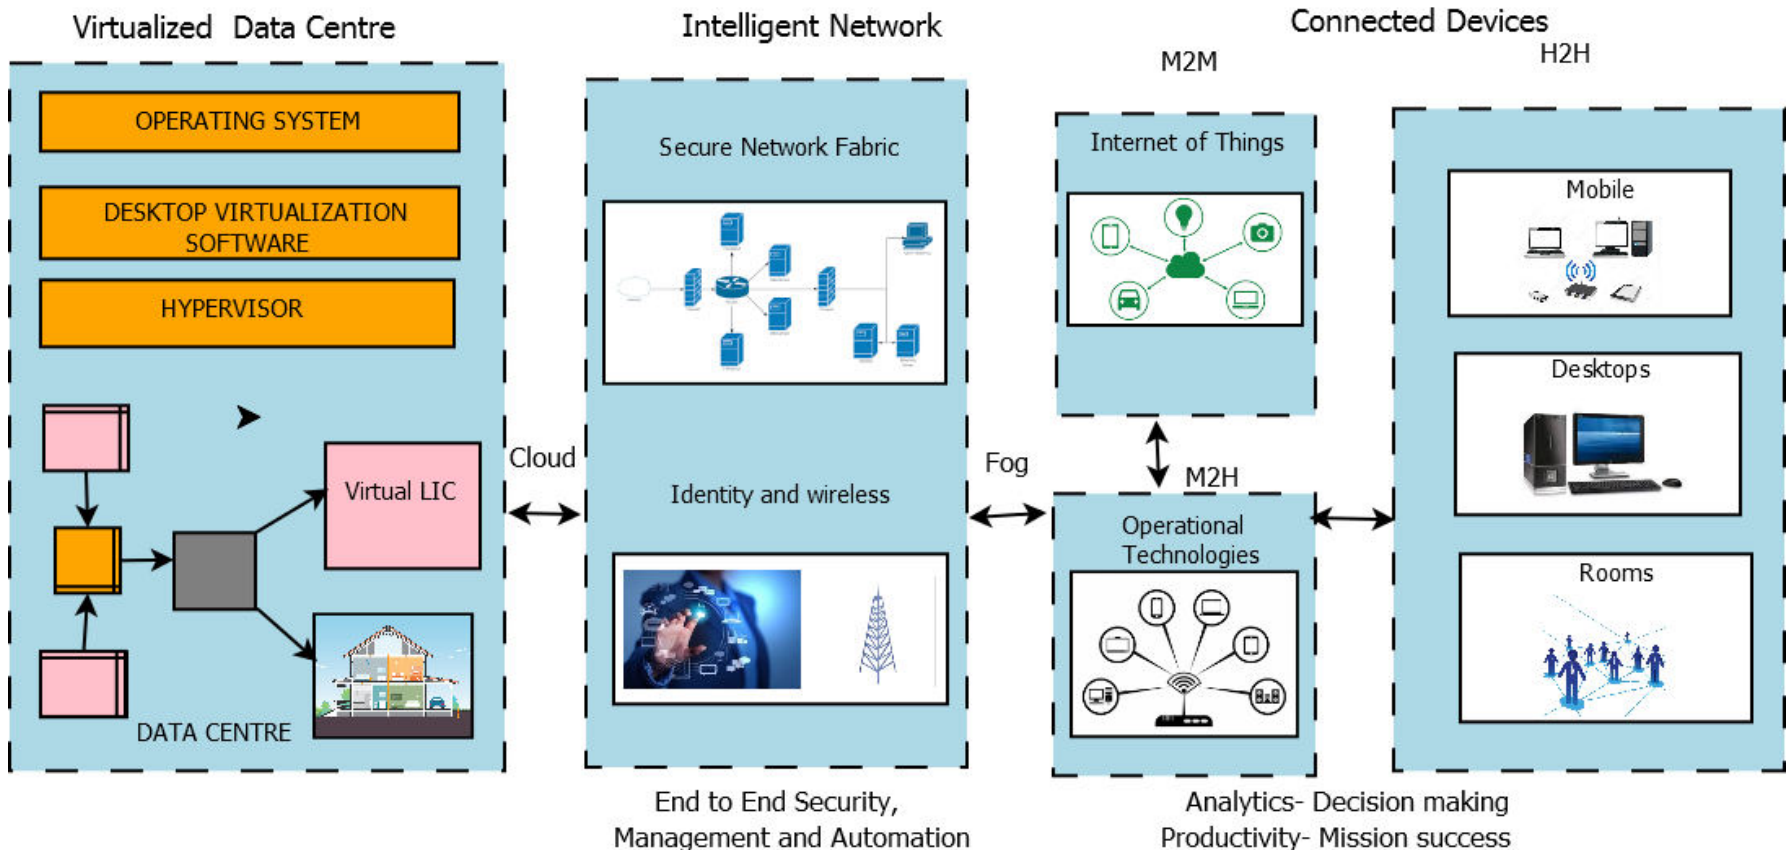 Virtualized Data Centre
OPERATING SYSTEM
DESKTOP VIRTUALIZATION
SOFTWARE
HYPERVISOR
Virtual LIC
DATA CENTRE
Cloud
Intelligent Network
Secure Network Fabric
Identity and wireless
End to End Security,
Management and Automation
Fog
Connected Devices
M2M
Internet of Things
M2H
Operational
Technologies
H2H
Mobile
Desktops
Rooms
Analytics- Decision making
Productivity- Mission success